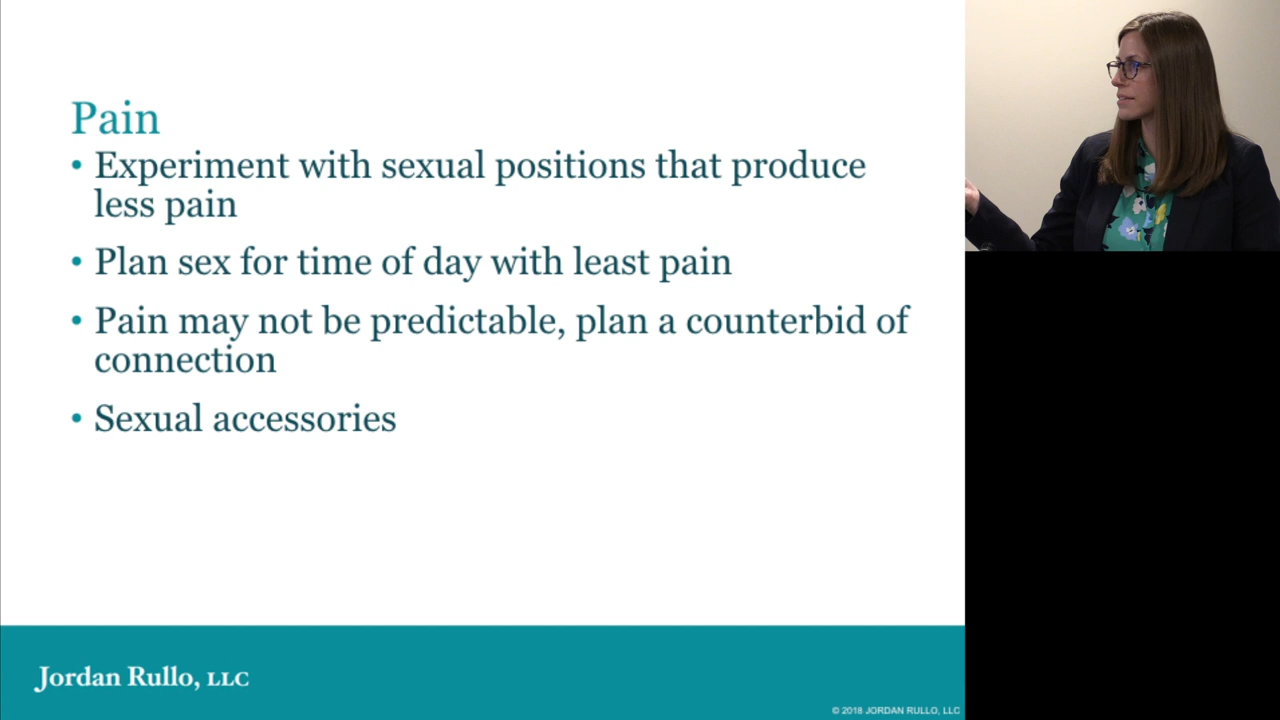 Pain
• Experiment with sexual positions that produce
less pain
• Plan sex for time of day with least pain
• Pain may not be predictable, plan a counterbid of
connection
• Sexual accessories
Jordan Rullo, LLC
© 2018 JORDAN RULLO, LLC